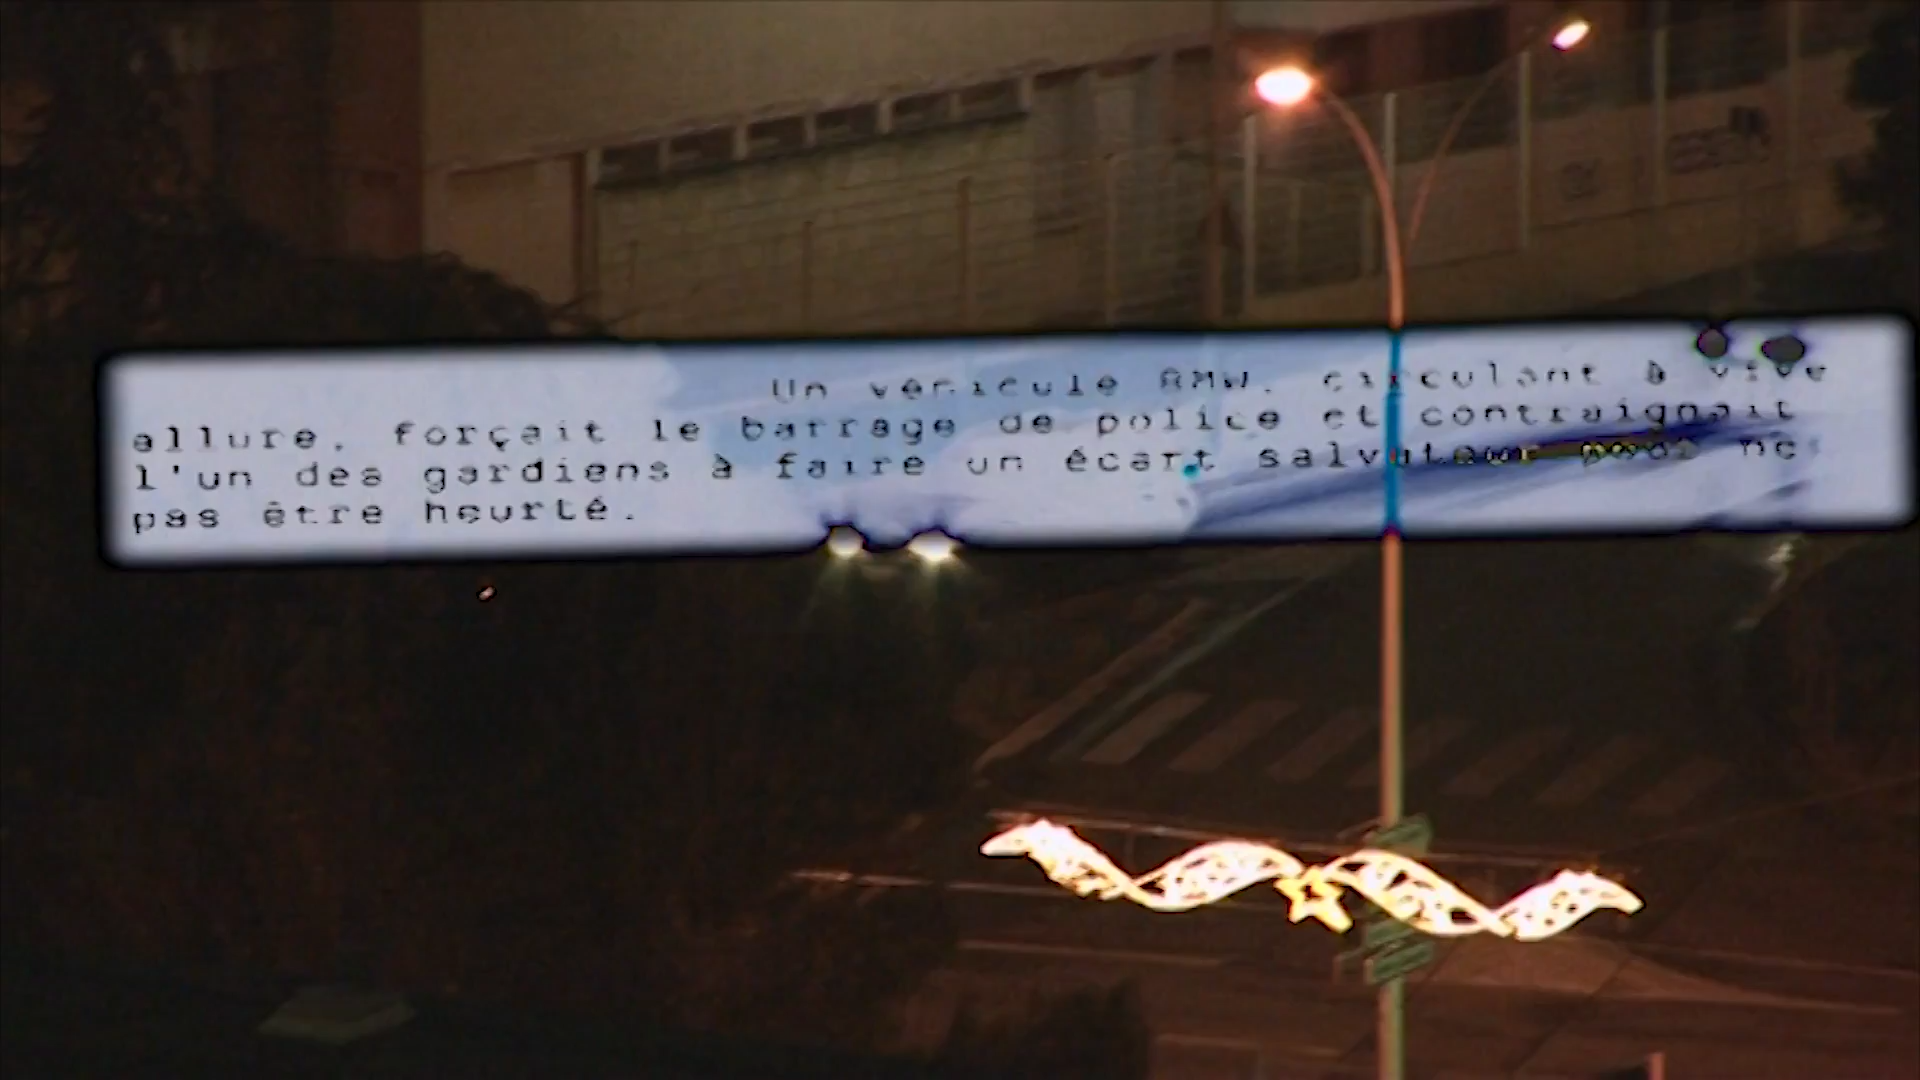 Un véhicule BMW, circulant à vive
allure, forçait le barrage de police et contraignait
l'un des gardiens à faire un écart salvateur pour ne
pas être heurté.